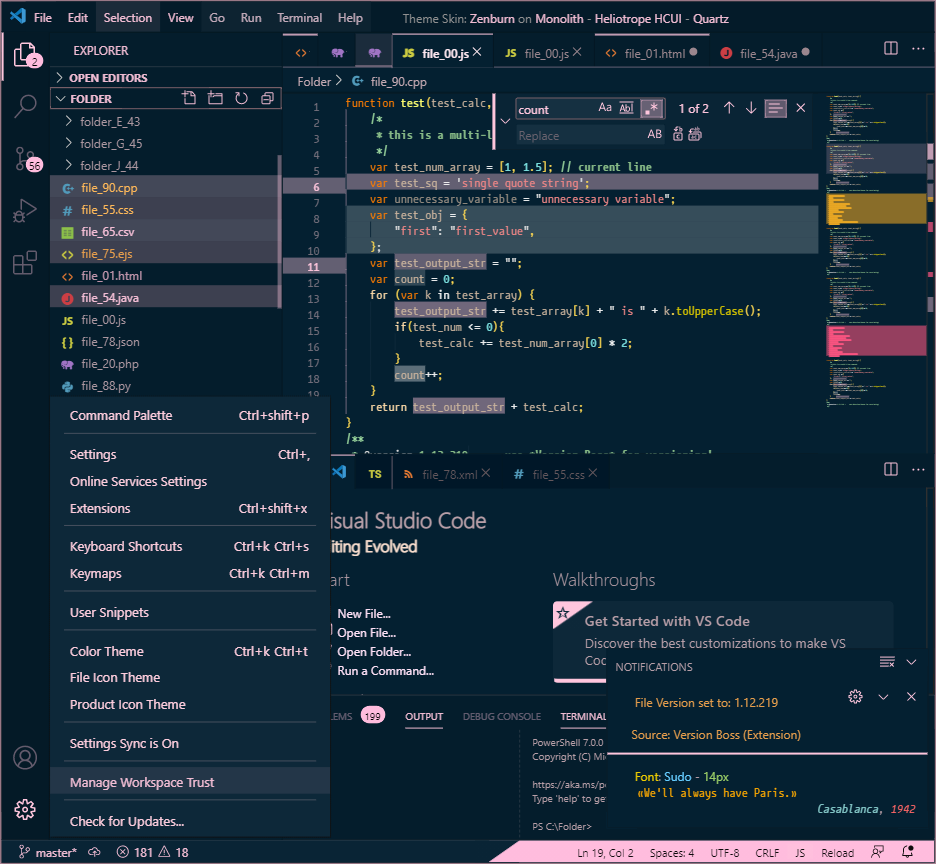 File Edit Selection View Go Run Terminal Help Theme Skin: Zenburn on Monolith - Heliotrope HCUI - Quartz
2
EXPLORER
JS file_00.js JS file_00.js file_01.html file_54.java
OPEN EDITORS
Folder file_90.cpp
FOLDER
folder_E_43
folder_G_45
folder_J_44
file_90.cpp
# file_55.css
file_65.csv
file_75.ejs
file_01.html
file_54.java
JS file_00.js
{} file_78.json
file_20.php
file_88.py
56
count Aa Abl .* 1 of 2
Replace AB
1 function test(test_calc,
2 /*
3 * this is a multi-l
4 */
5 var test_num_array = [1, 1.5]; // current line
6 var test_sq = 'single quote string';
7 var unnecessary_variable = "unnecessary variable";
8 var test_obj = {
9 "first": "first_value",
10 };
11 var test_output_str = "";
12 var count = 0;
13 for (var k in test_array) {
14 test_output_str += test_array[k] + " is " + k.toUpperCase();
15 if(test_num <= 0){
16 test_calc += test_num_array[0] * 2;
17 }
18 count++;
19 }
return test_output_str + test_calc;
}
/**
Command Palette Ctrl+shift+p
Settings Ctrl+,
Online Services Settings
Extensions Ctrl+shift+x
Keyboard Shortcuts Ctrl+k Ctrl+s
Keymaps Ctrl+k Ctrl+m
User Snippets
Color Theme Ctrl+k Ctrl+t
File Icon Theme
Product Icon Theme
Settings Sync is On
Manage Workspace Trust
Check for Updates...
TS file_78.xml # file_55.css
isual Studio Code
iting Evolved
art
New File...
Open File...
Open Folder...
Run a Command...
Walkthroughs
Get Started with VS Code
Discover the best customizations to make VS
Coc
LEMS 199 OUTPUT DEBUG CONSOLE TERMINAL
PowerShell 7.0.0
Copyright (C) Mi
https://aka.ms/p
Type 'help' to ge
PS C:\Folder>
NOTIFICATIONS
File Version set to: 1.12.219
Source: Version Boss (Extension)
Font: Sudo - 14px
«We'll always have Paris.»
Casablanca, 1942
master* 181 18 Ln 19, Col 2 Spaces: 4 UTF-8 CRLF JS Reload